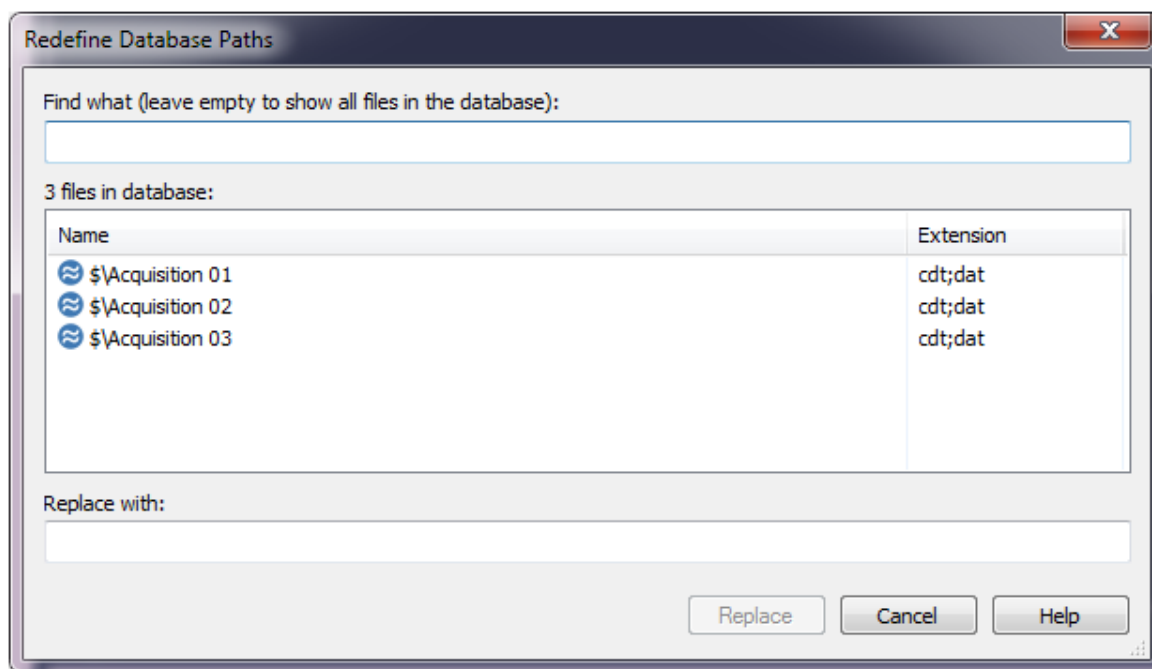 Redefine Database Paths
Find what (leave empty to show all files in the database):
3 files in database:
Name Extension
$\Acquisition 01 cdt;dat
$\Acquisition 02 cdt;dat
$\Acquisition 03 cdt;dat
Replace with:
Replace Cancel Help